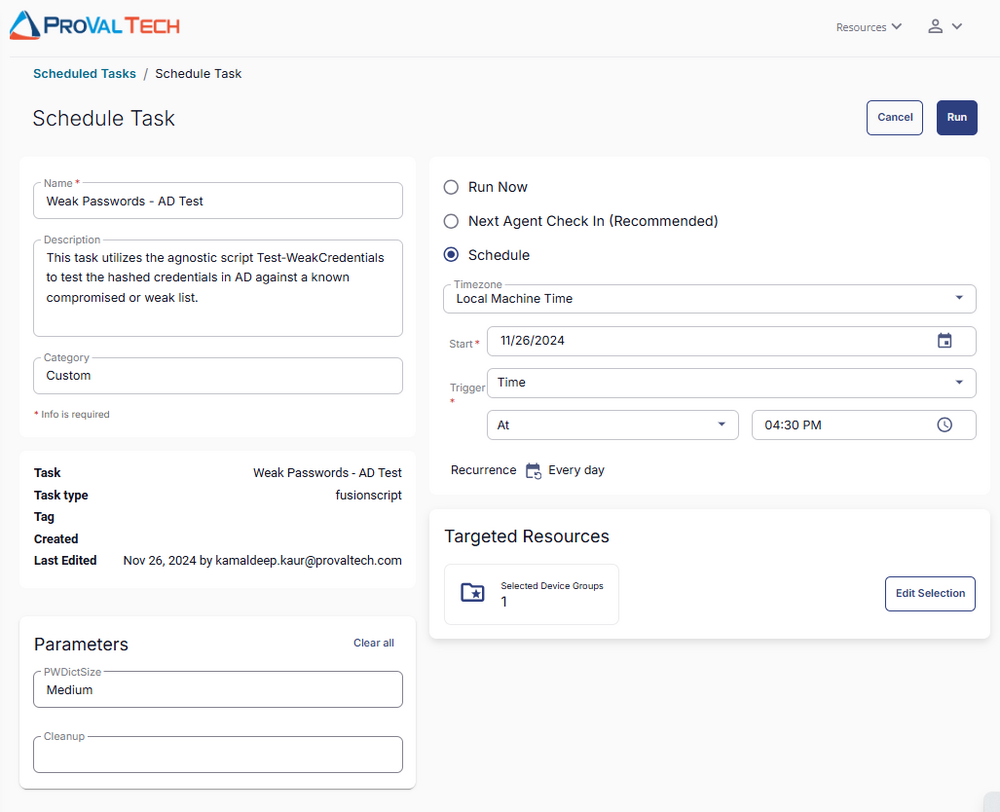 PROVAL TECH
Resources
Scheduled Tasks / Schedule Task
Schedule Task
Cancel
Run
Name *
Weak Passwords - AD Test
Description
This task utilizes the agnostic script Test-WeakCredentials
to test the hashed credentials in AD against a known
compromised or weak list.
Category
Custom
* Info is required
Task Weak Passwords - AD Test
Task type fusionscript
Tag
Created
Last Edited Nov 26, 2024 by kamaldeep.kaur@provaltech.com
Parameters
Clear all
PWDictSize
Medium
Cleanup
Run Now
Next Agent Check In (Recommended)
Schedule
Timezone
Local Machine Time
Start * 11/26/2024
Trigger
*
Time
At
04:30 PM
Recurrence Every day
Targeted Resources
Selected Device Groups
1
Edit Selection